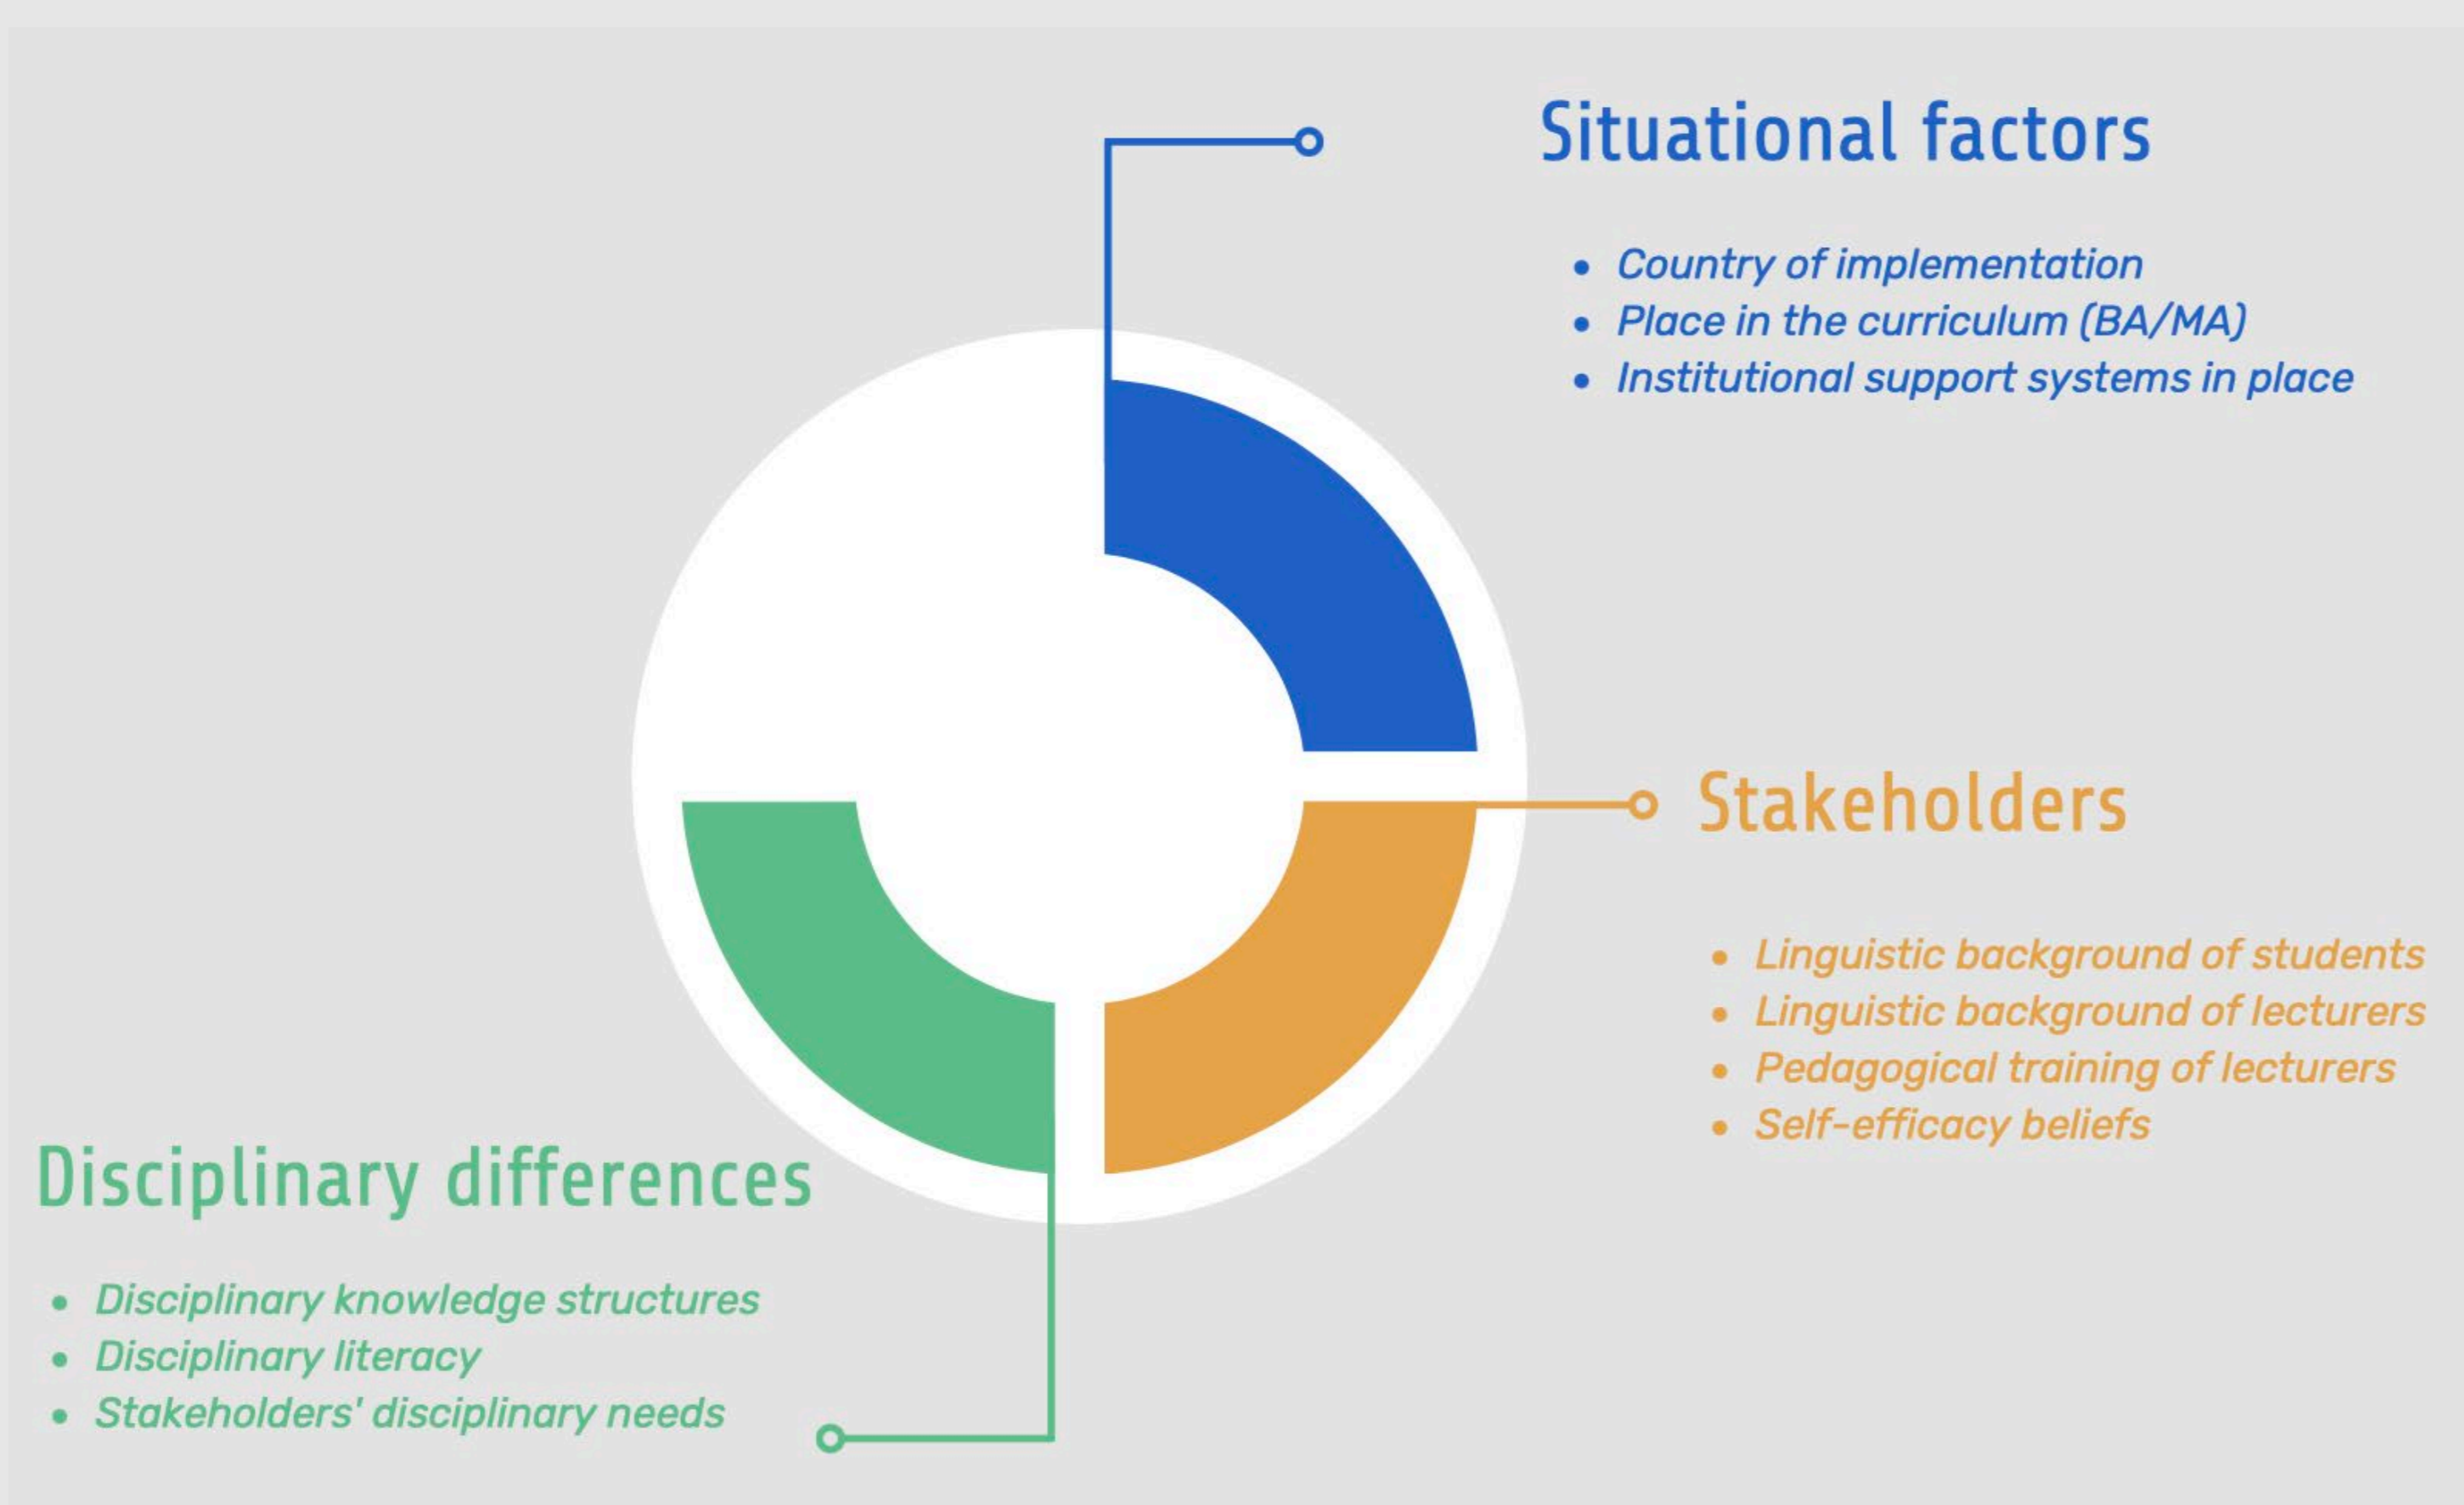 Situational factors
• Country of implementation
• Place in the curriculum (BA/MA)
• Institutional support systems in place
Stakeholders
• Linguistic background of students
• Linguistic background of lecturers
• Pedagogical training of lecturers
• Self-efficacy beliefs
Disciplinary differences
• Disciplinary knowledge structures
• Disciplinary literacy
• Stakeholders' disciplinary needs